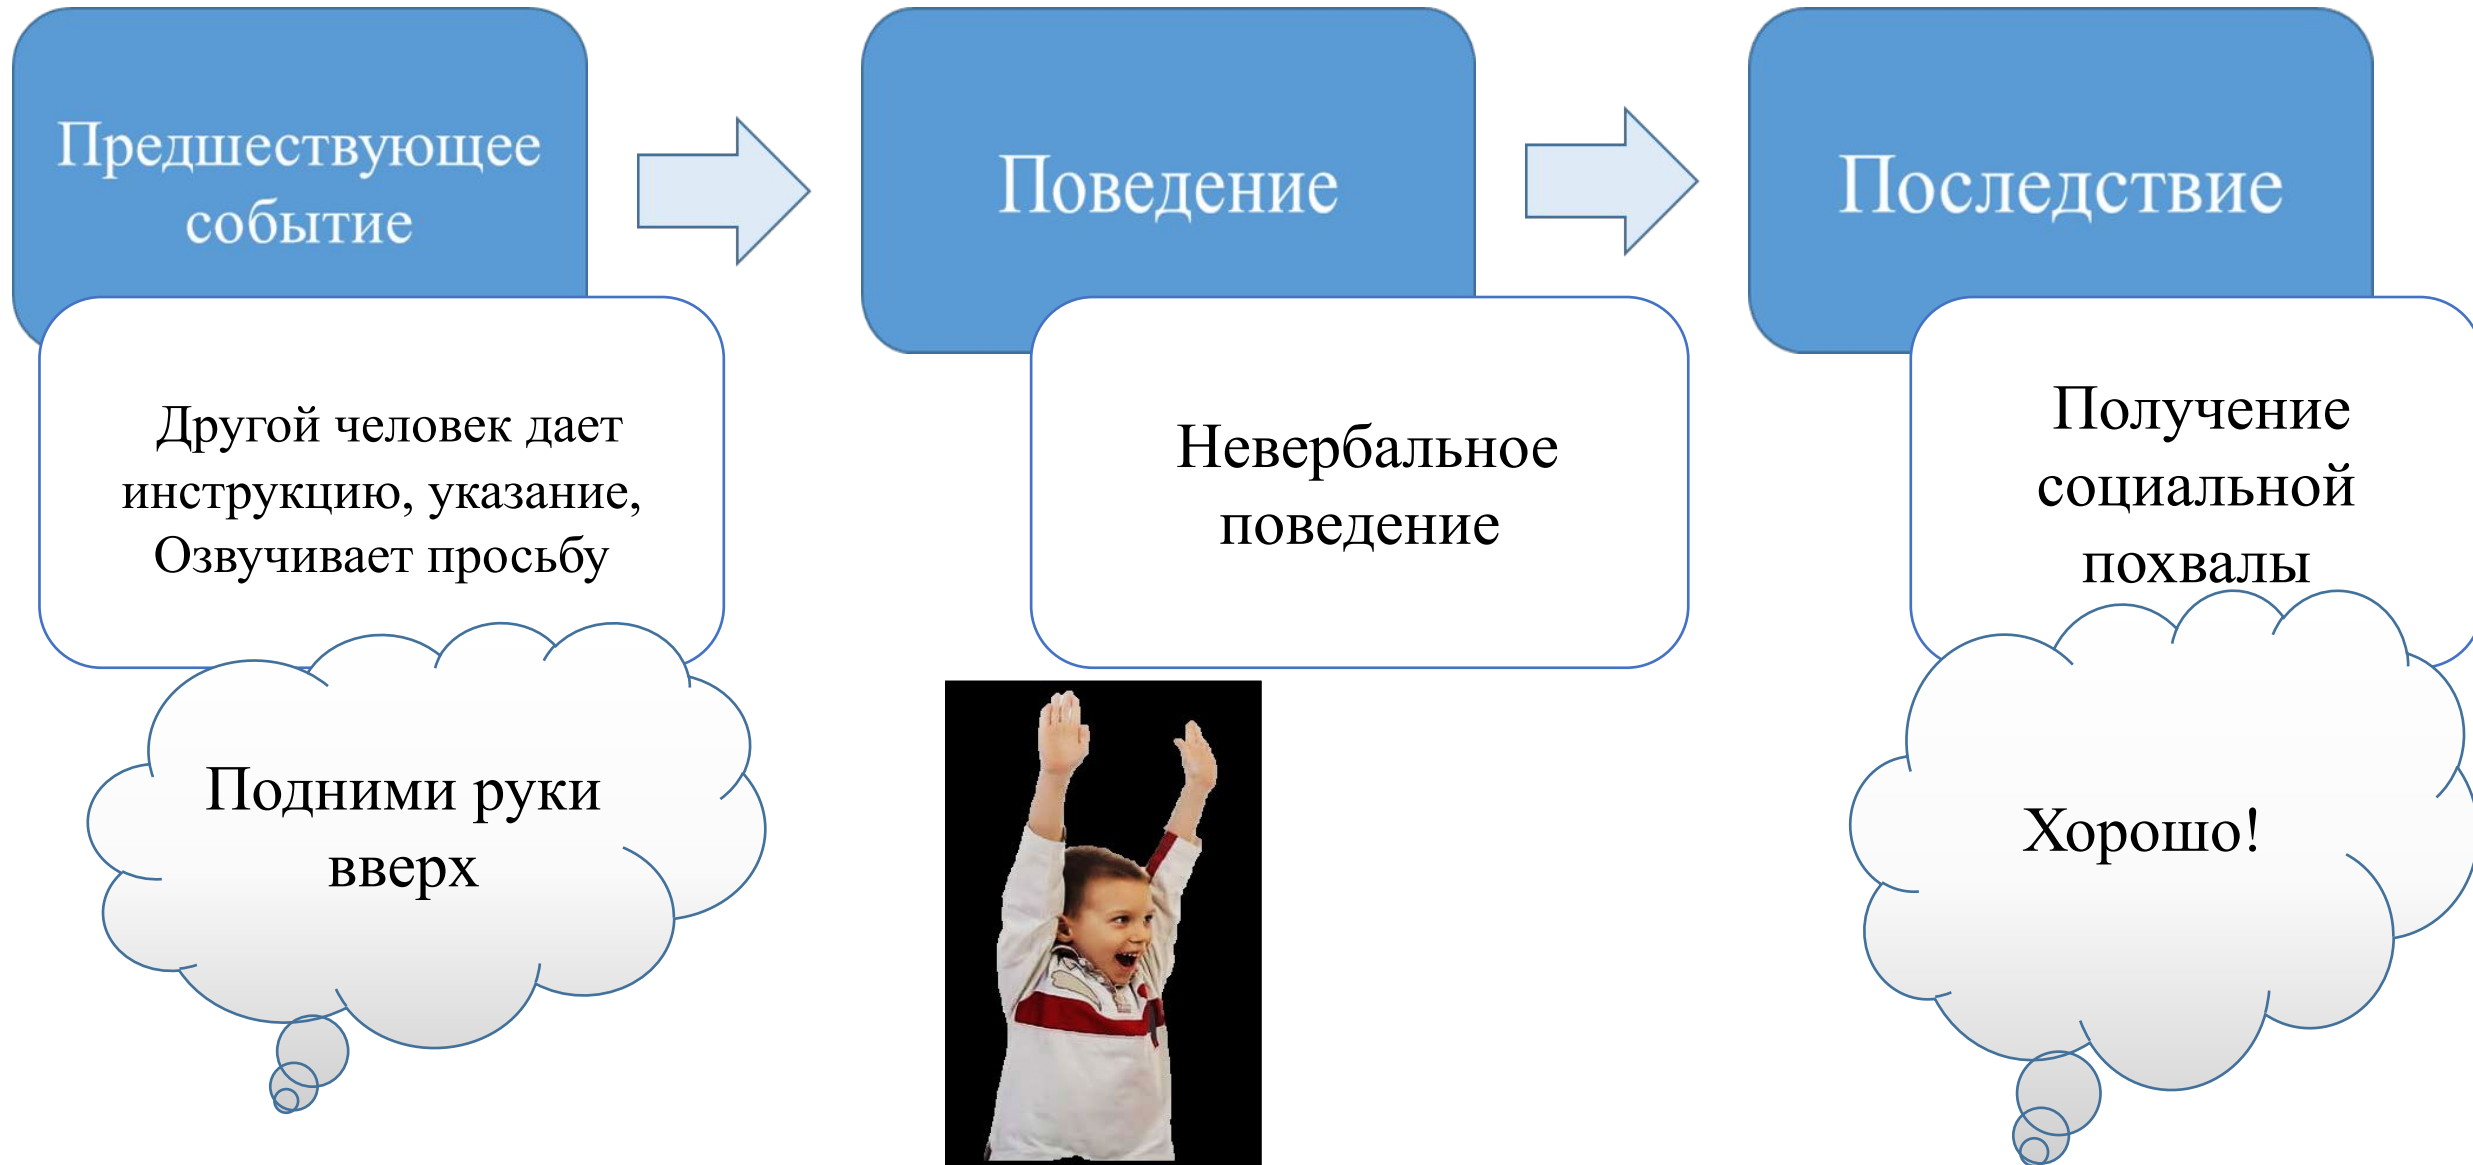 Предшествующее
событие
Поведение
Последствие
Другой человек дает
инструкцию, указание,
Озвучивает просьбу
Невербальное
поведение
Получение
социальной
похвалы
Подними руки
вверх
Хорошо!